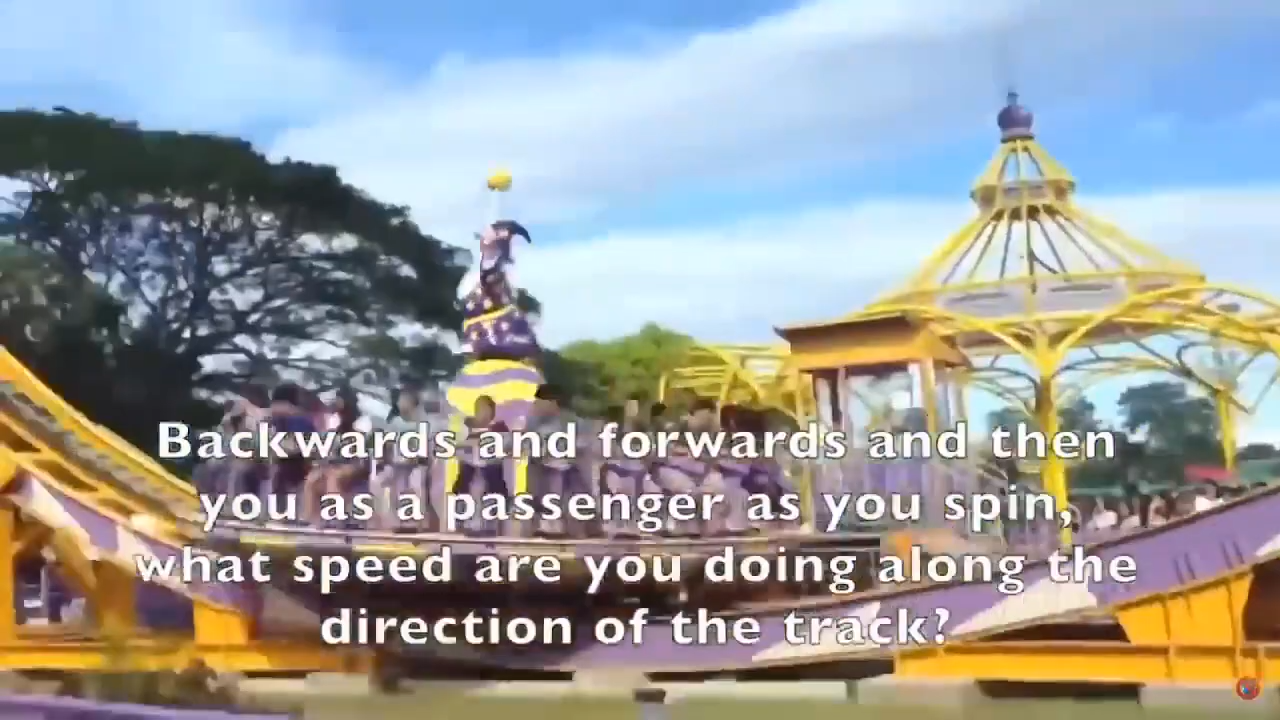 Backwards and forwards and then
you as a passenger as you spin,
what speed are you doing along the
direction of the track?